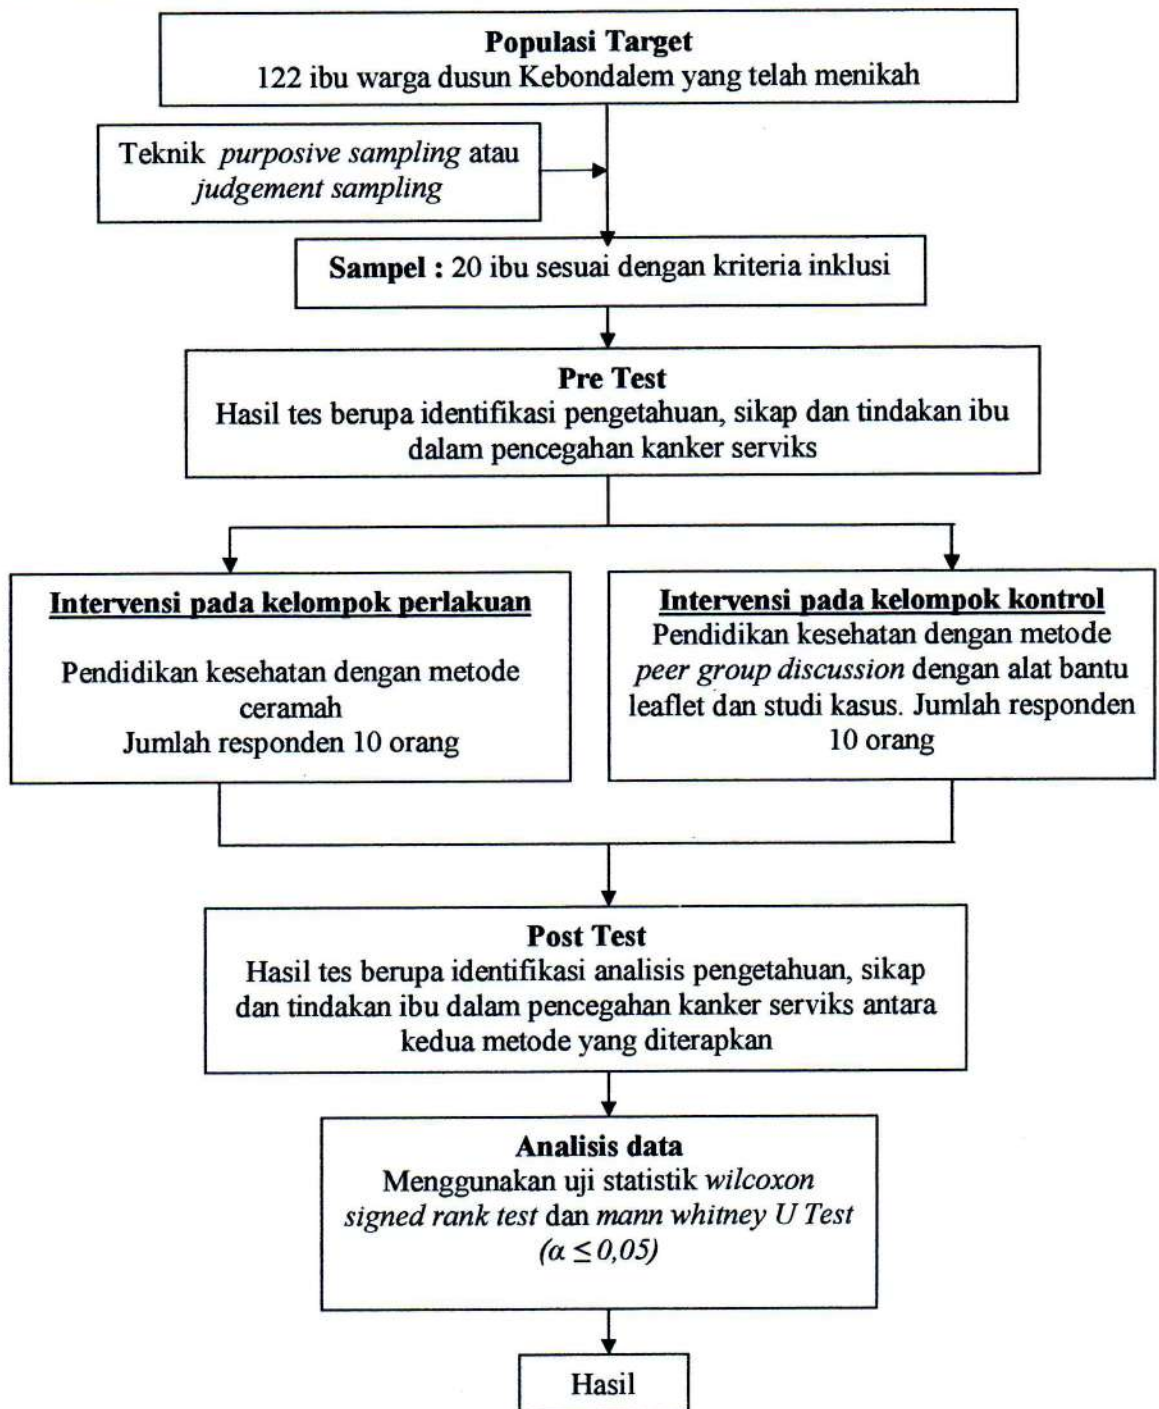 Populasi Target
122 ibu warga dusun Kebondalem yang telah menikah
Teknik purposive sampling atau
judgement sampling
Sampel : 20 ibu sesuai dengan kriteria inklusi
Pre Test
Hasil tes berupa identifikasi pengetahuan, sikap dan tindakan ibu
dalam pencegahan kanker serviks
Intervensi pada kelompok perlakuan
Pendidikan kesehatan dengan metode
ceramah
Jumlah responden 10 orang
Intervensi pada kelompok kontrol
Pendidikan kesehatan dengan metode
peer group discussion dengan alat bantu
leaflet dan studi kasus. Jumlah responden
10 orang
Post Test
Hasil tes berupa identifikasi analisis pengetahuan, sikap
dan tindakan ibu dalam pencegahan kanker serviks antara
kedua metode yang diterapkan
Analisis data
Menggunakan uji statistik wilcoxon
signed rank test dan mann whitney U Test
(α ≤ 0,05)
Hasil